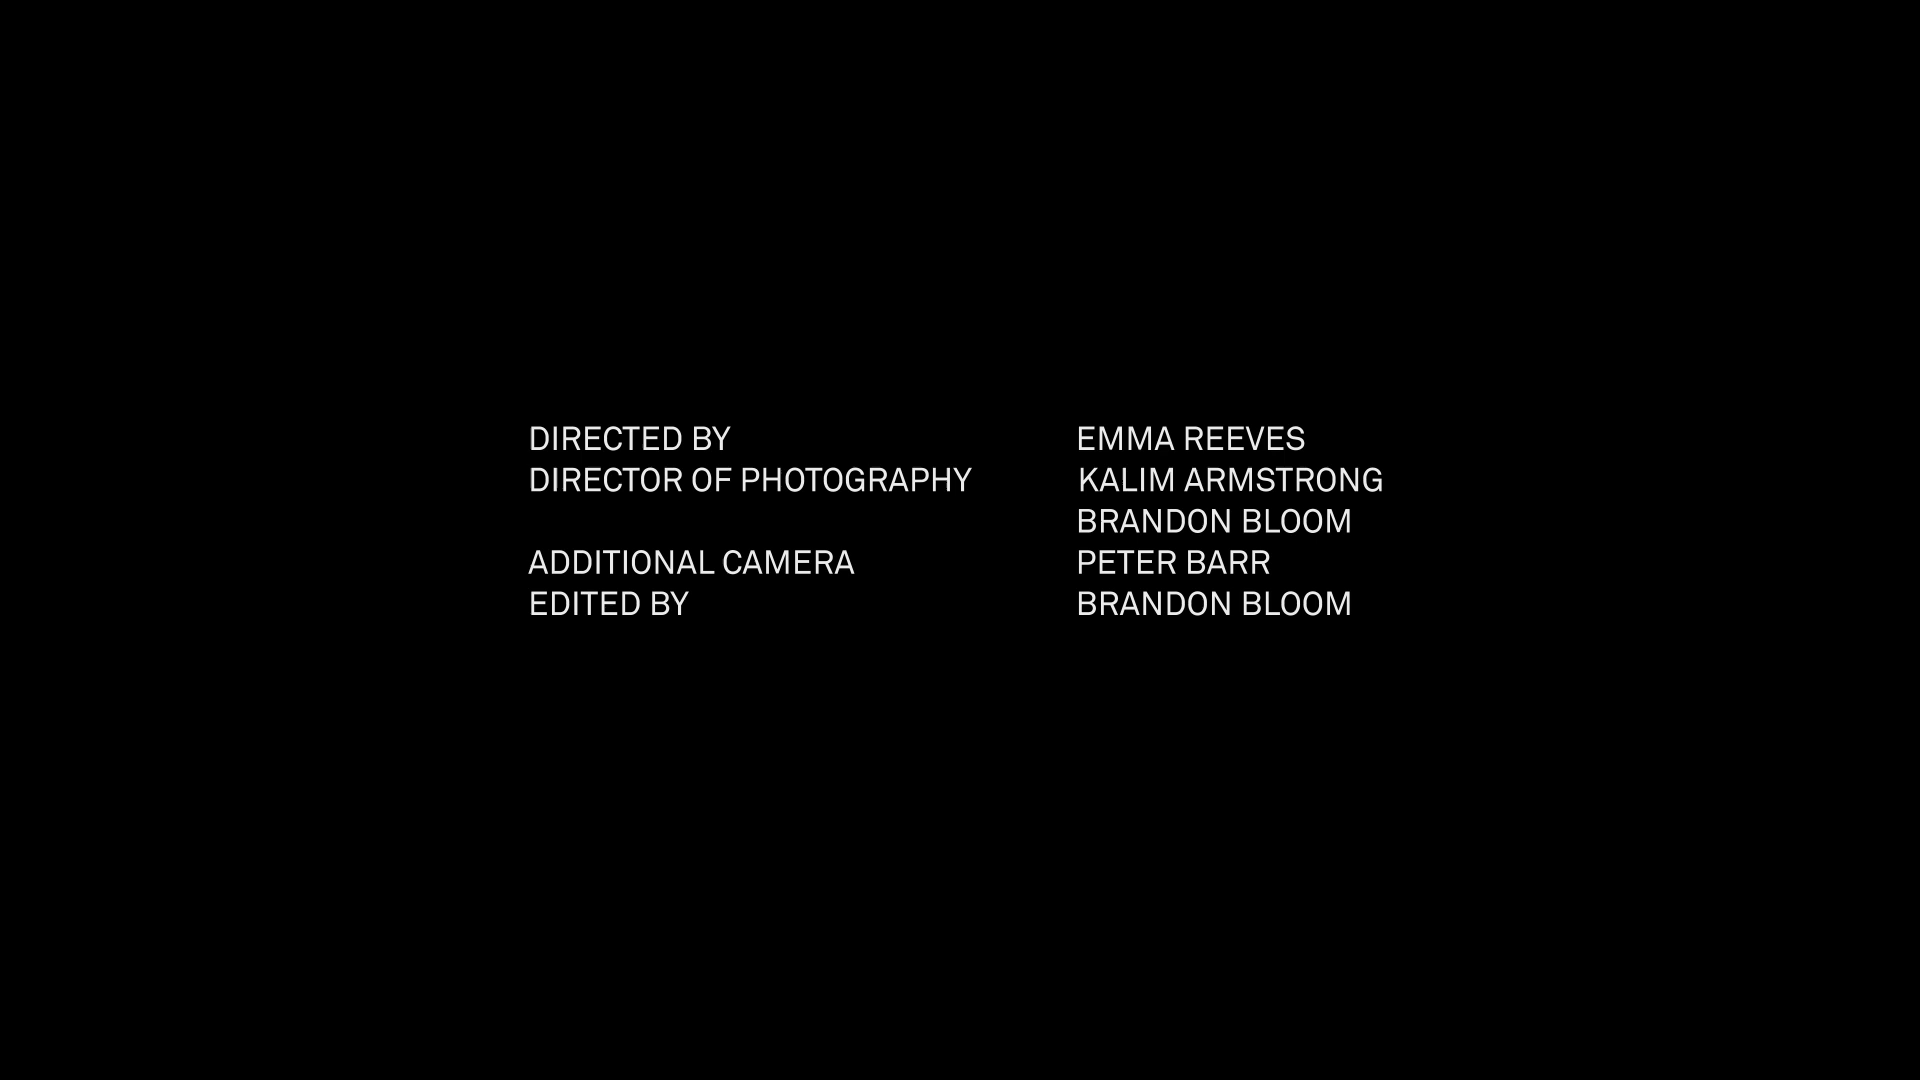 DIRECTED BY EMMA REEVES
DIRECTOR OF PHOTOGRAPHY KALIM ARMSTRONG
BRANDON BLOOM
ADDITIONAL CAMERA PETER BARR
EDITED BY BRANDON BLOOM